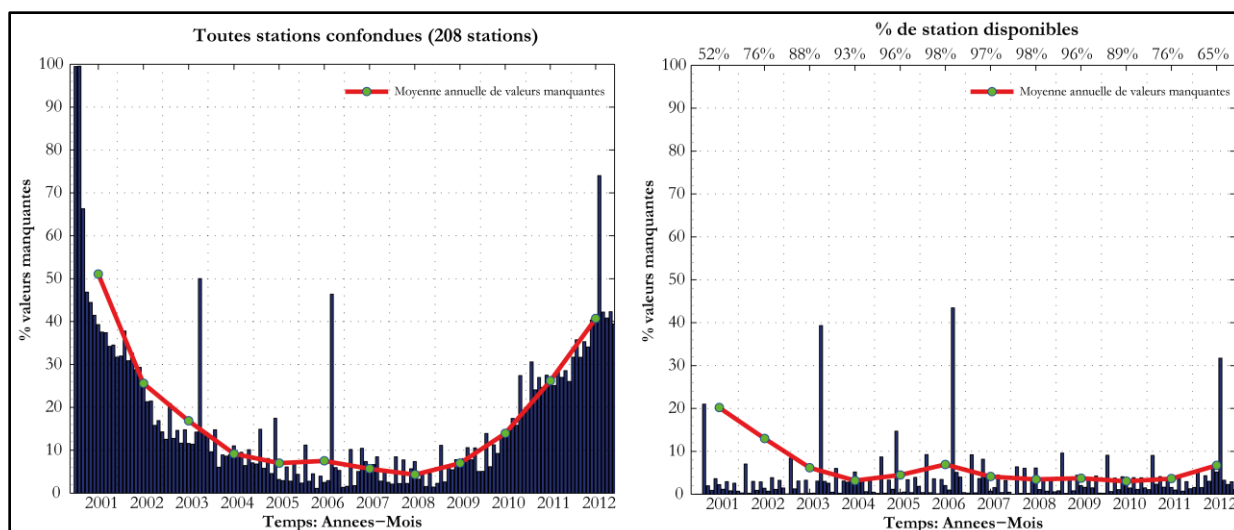 Toutes stations confondues (208 stations)
100
90
80
70
60
50
40
30
20
10
0
% valeurs manquantes
Moyenne annuelle de valeurs manquantes
2001 2002 2003 2004 2005 2006 2007 2008 2009 2010 2011 2012
Temps: Annees−Mois
% de station disponibles
52% 76% 88% 93% 96% 98% 97% 98% 96% 89% 76% 65%
100
90
80
70
60
50
40
30
20
10
0
% valeurs manquantes
Moyenne annuelle de valeurs manquantes
2001 2002 2003 2004 2005 2006 2007 2008 2009 2010 2011 2012
Temps: Annees−Mois